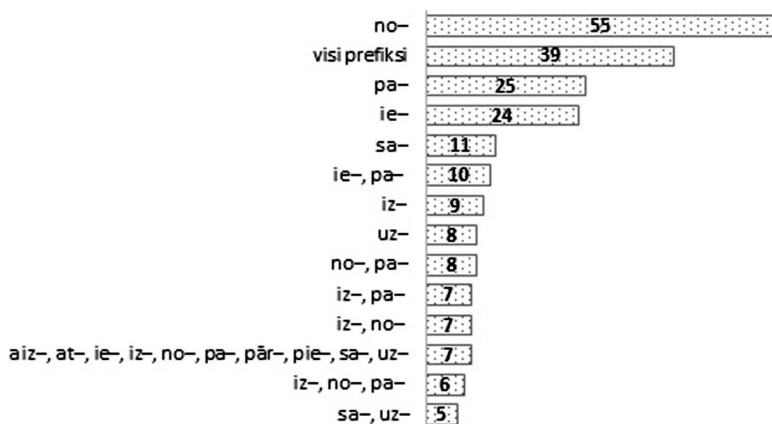 no– 55
visi prefiksi 39
pa– 25
ie– 24
sa– 11
ie–, pa– 10
iz– 9
uz– 8
no–, pa– 8
iz–, pa– 7
iz–, no– 7
aiz–, at–, ie–, iz–, no–, pa–, pār–, pie–, sa–, uz– 7
iz–, no–, pa– 6
sa–, uz– 5